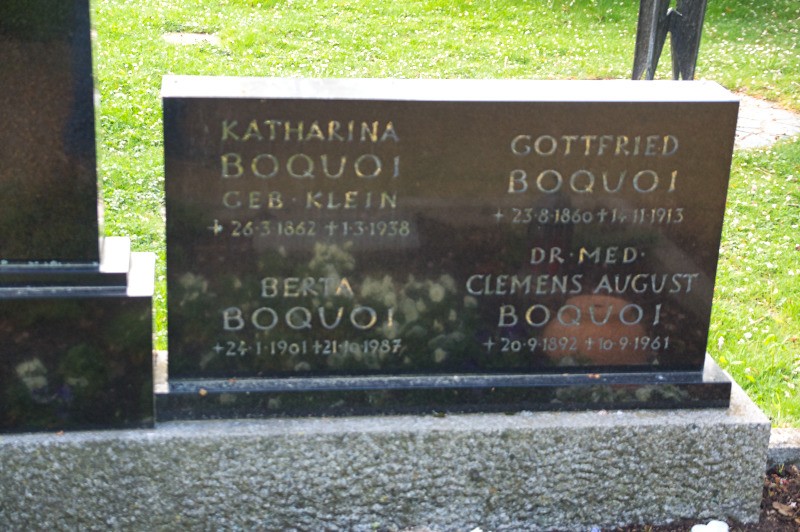 KATHARINA
BOQUOI
GEB·KLEIN
+ 26·3·1862 +1·3·1938
BERTA
BOQUOI
+24·1·1901 +21·10·1987
GOTTFRIED
BOQUOI
+ 23·8·1860 + 11·1913
DR·MED·
CLEMENS AUGUST
BOQUOI
+20·9·1892 +10·9·1961